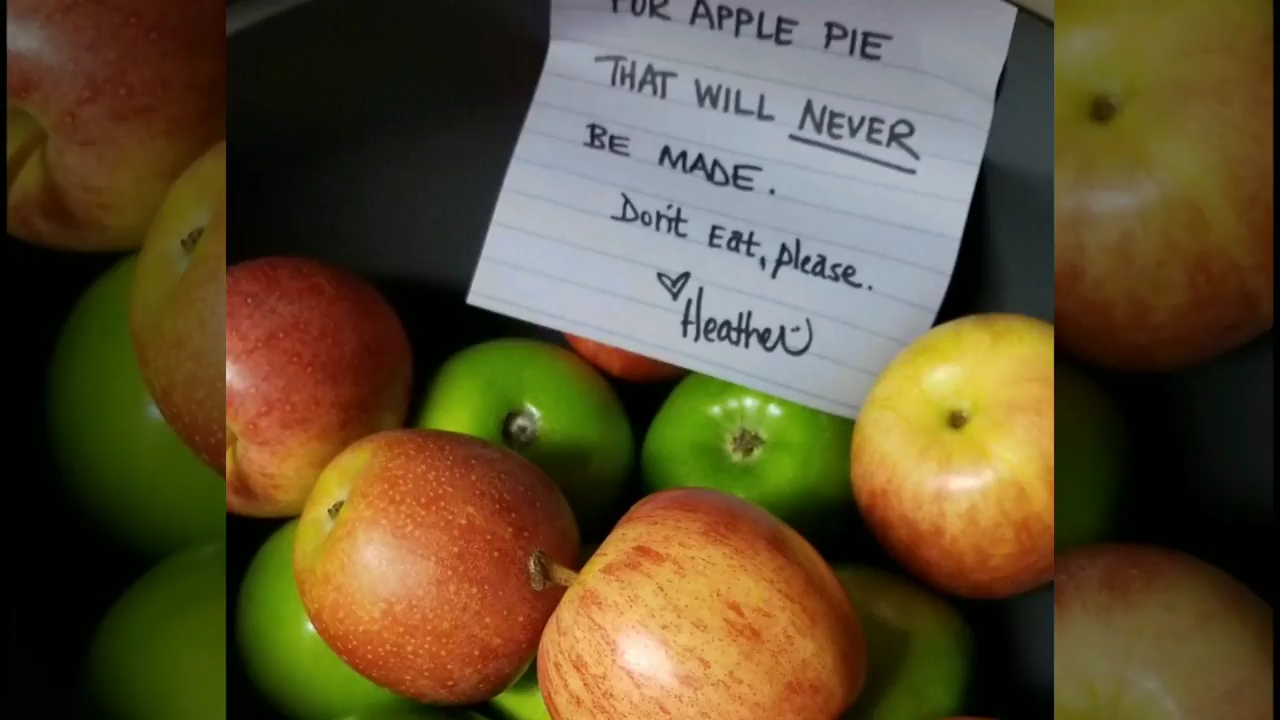 FOR APPLE PIE
THAT WILL NEVER
BE MADE.
Don't Eat, please.
♡ Heather